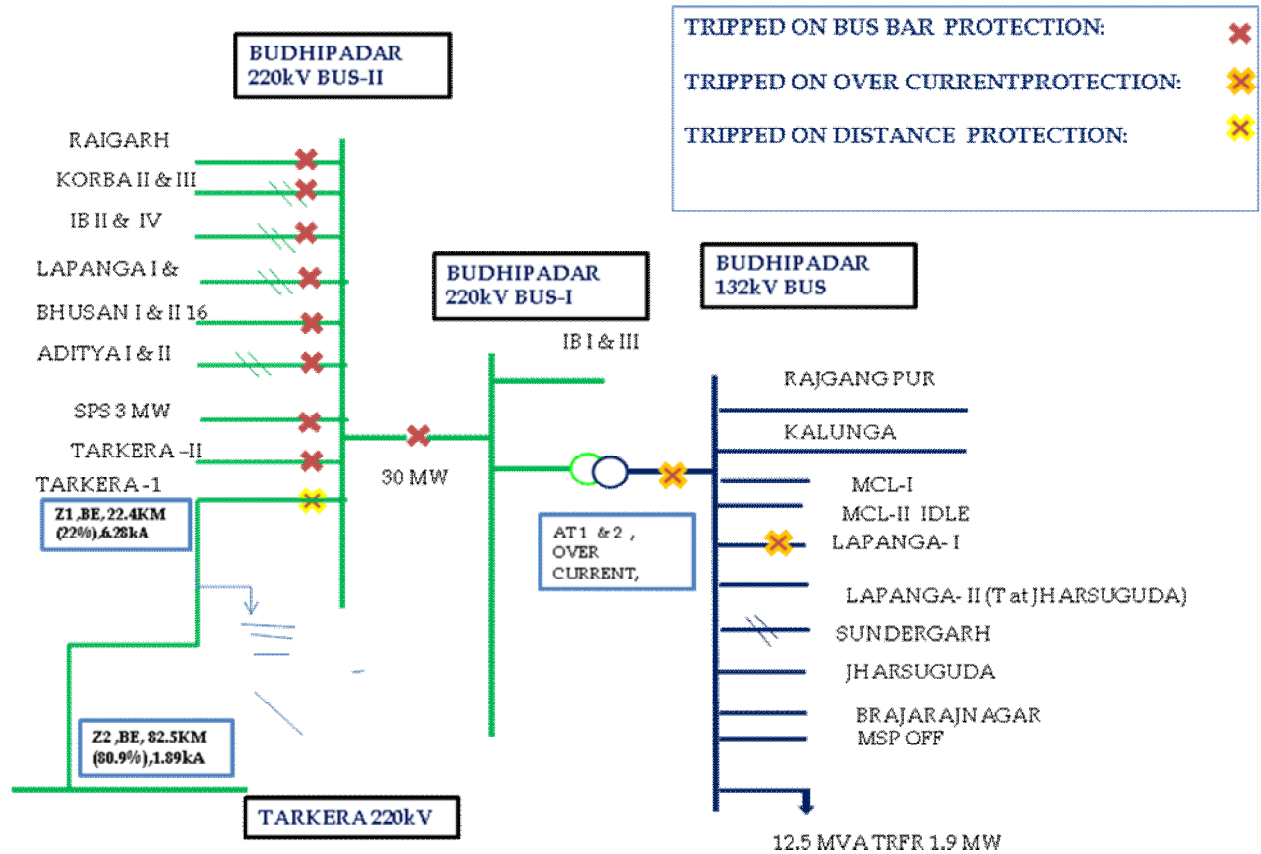 TRIPPED ON BUS BAR PROTECTION:
TRIPPED ON OVER CURRENTPROTECTION:
TRIPPED ON DISTANCE PROTECTION:
BUDHIPADAR
220kV BUS-II
RAIGARH
KORBA II & III
IB II & IV
LAPANGA I &
BHUSAN I & II 16
ADITYA I & II
SPS 3 MW
TARKERA -II
TARKERA -1
Z1 ,BE, 22.4KM
(22%),6.28kA
Z2 ,BE, 82.5KM
(80.9%),1.89kA
TARKERA 220kV
30 MW
BUDHIPADAR
220kV BUS-I
IB I & III
AT 1 & 2 ,
OVER
CURRENT,
BUDHIPADAR
132kV BUS
RAJGANG PUR
KALUNGA
MCL-I
MCL-II IDLE
LAPANGA- I
LAPANGA- II (T at JHARSUGUDA)
SUNDERGARH
JHARSUGUDA
BRAJARAJNAGAR
MSP OFF
12.5 MVA TRFR 1.9 MW